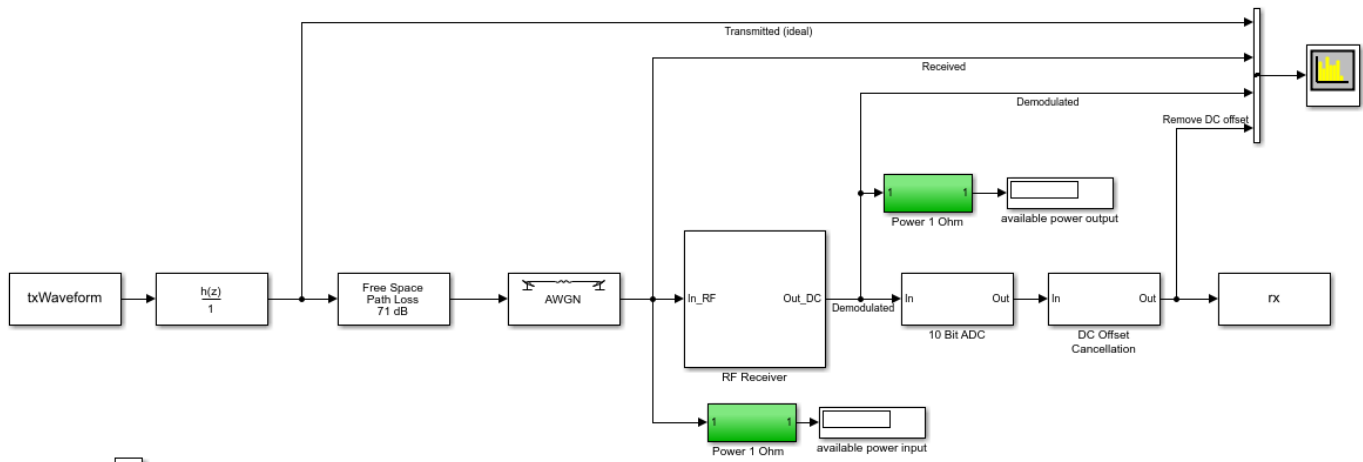 Transmitted (ideal)
Received
Demodulated
Remove DC offset
1 1
Power 1 Ohm
available power output
txWaveform
h(z)
1
Free Space
Path Loss
71 dB
AWGN
In_RF Out_DC
RF Receiver
Demodulated
In Out
10 Bit ADC
In Out
DC Offset
Cancellation
rx
1 1
Power 1 Ohm
available power input